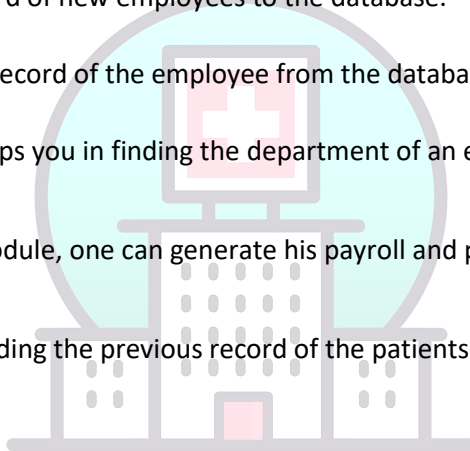 d of new employees to the database.
ecord of the employee from the databa
ps you in finding the department of an e
odule, one can generate his payroll and p
ding the previous record of the patients